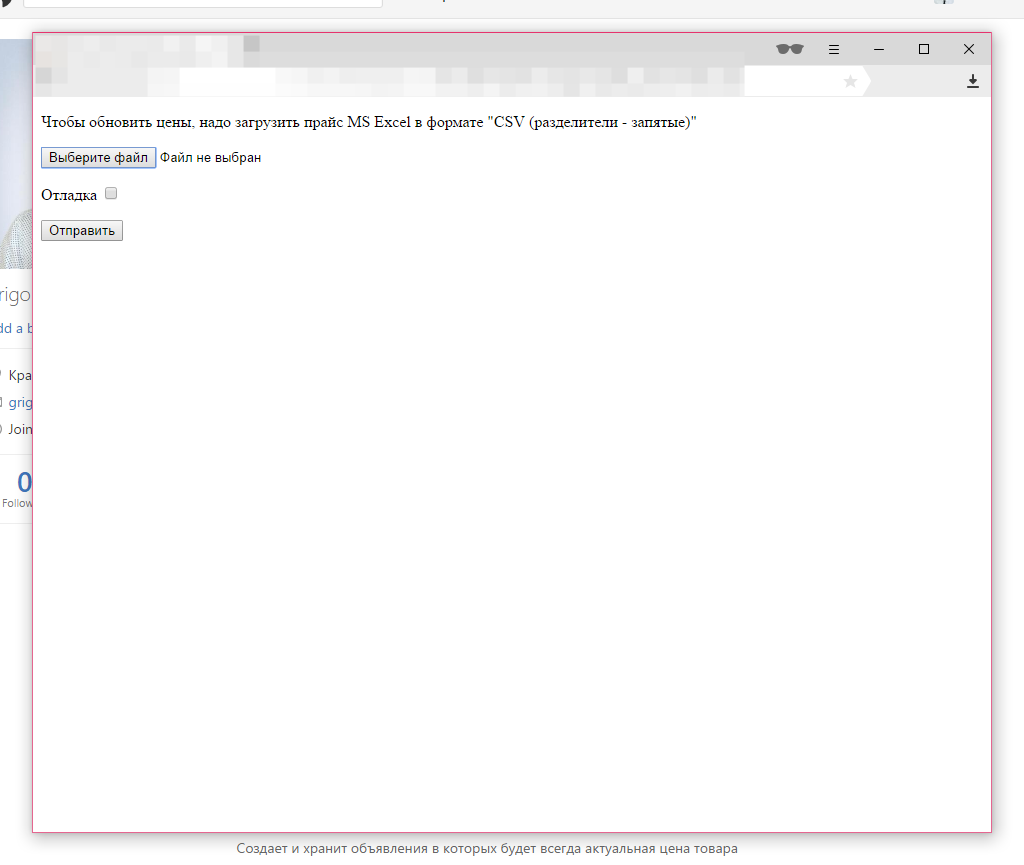 Чтобы обновить цены, надо загрузить прайс MS Excel в формате "CSV (разделители - запятые)"
Выберите файл Файл не выбран
Отладка
Отправить
rigo
dd a b
Кра
grig
Join
0
Follow
Создает и хранит объявления в которых будет всегда актуальная цена товара